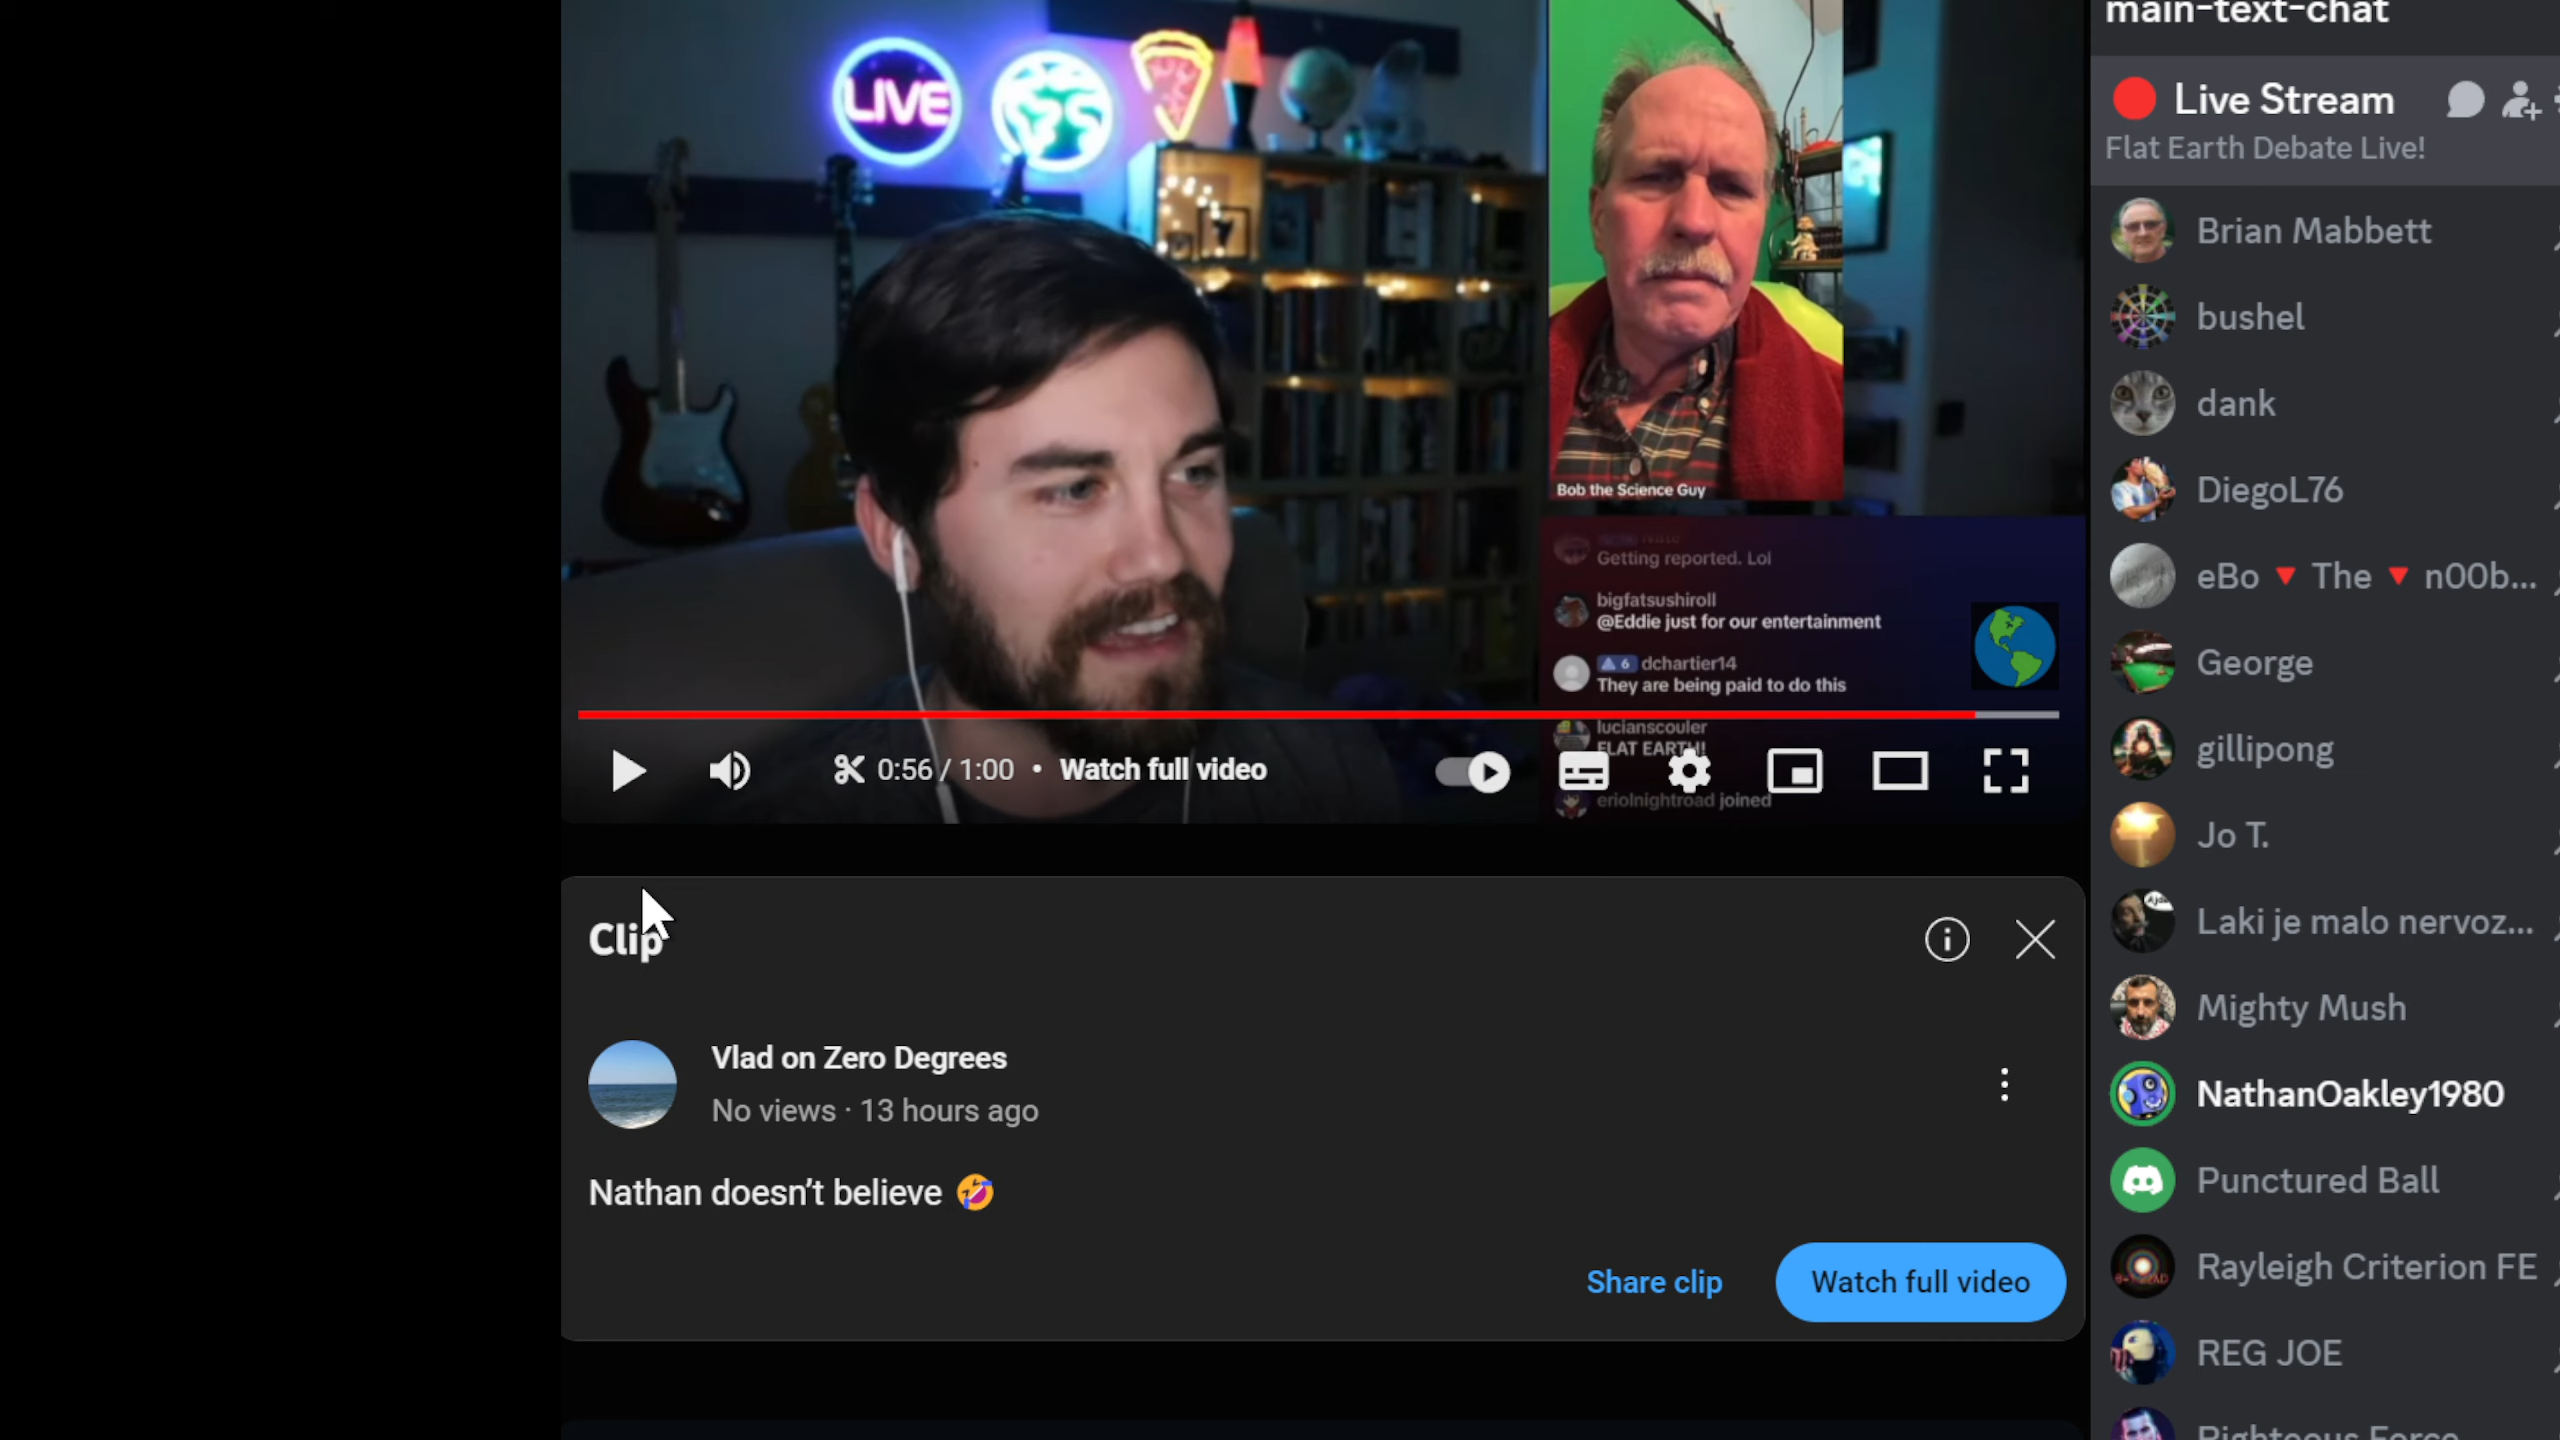 main-text-chat
LIVE
Live Stream
Flat Earth Debate Live!
Brian Mabbett
bushel
dank
DiegoL76
eBo 🔻 The 🔻 n00b...
George
gillipong
Jo T.
Laki je malo nervoz...
Mighty Mush
NathanOakley1980
Punctured Ball
Rayleigh Criterion FE
REG JOE
Righteous Force
Bob the Science Guy
Getting reported. Lol
bigfatsushiroll
@Eddie just for our entertainment
6 dchartier14
They are being paid to do this
lucianscouler
FLAT EARTH!
eriolnightroad joined
0:56 / 1:00 • Watch full video
Clip
Vlad on Zero Degrees
No views · 13 hours ago
Nathan doesn't believe 🤣
Share clip
Watch full video